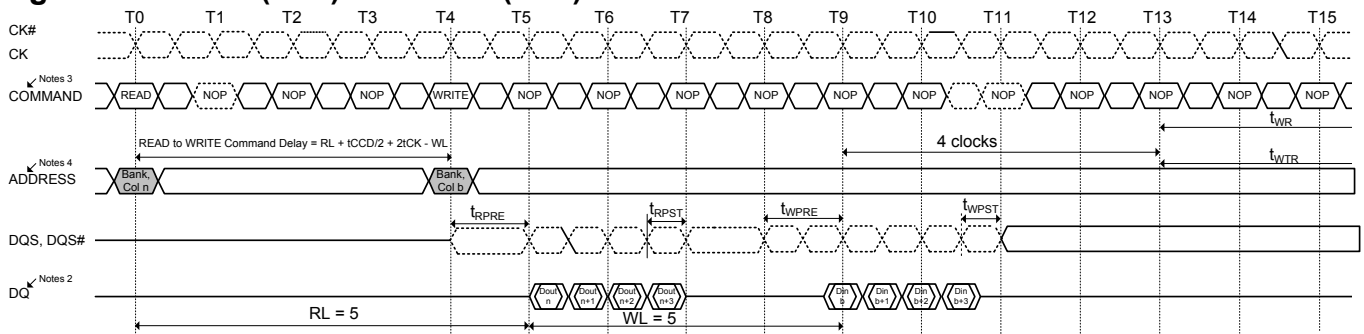 T0 T1 T2 T3 T4 T5 T6 T7 T8 T9 T10 T11 T12 T13 T14 T15
CK#
CK
Notes 3
COMMAND READ NOP NOP NOP WRITE NOP NOP NOP NOP NOP NOP NOP NOP NOP NOP NOP
tWR
READ to WRITE Command Delay = RL + tCCD/2 + 2tCK - WL
4 clocks
tWTR
Notes 4
ADDRESS Bank, Col n Bank, Col b
tRPRE tRPST tWPRE tWPST
DQS, DQS#
Notes 2
DQ Dout n Dout n+1 Dout n+2 Dout n+3 Din b Din b+1 Din b+2 Din b+3
RL = 5 WL = 5